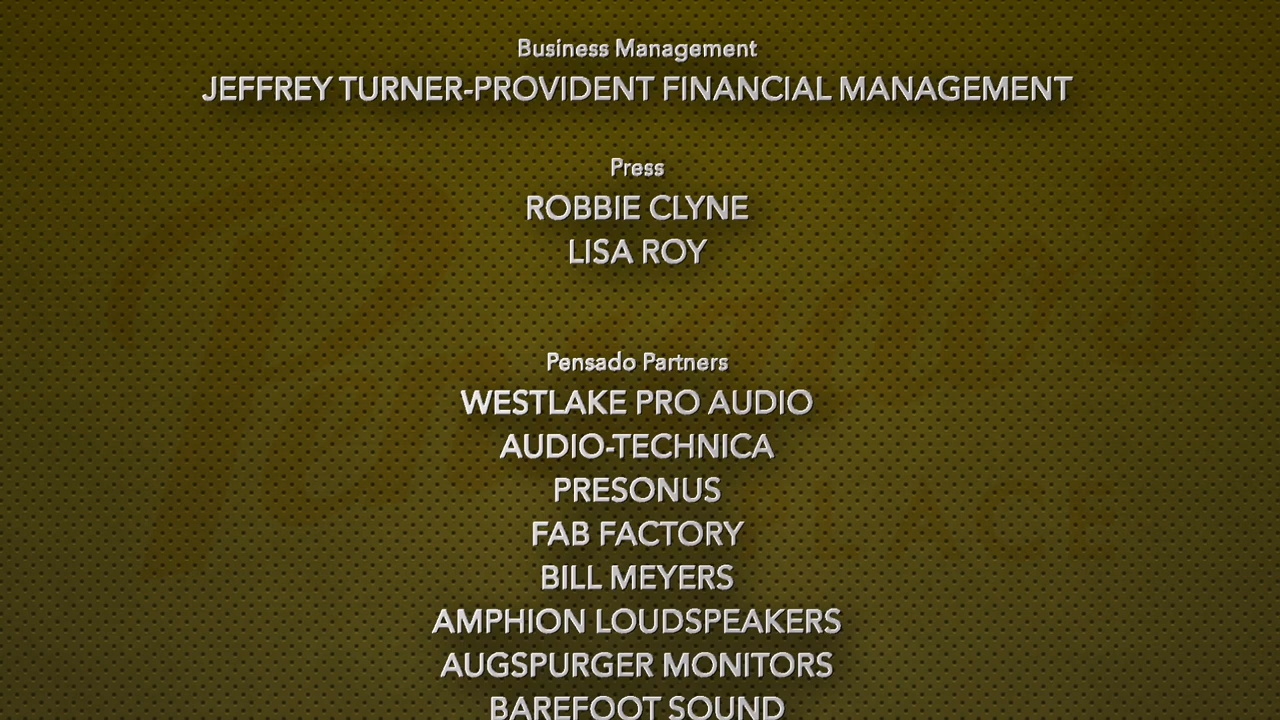 Business Management
JEFFREY TURNER-PROVIDENT FINANCIAL MANAGEMENT
Press
ROBBIE CLYNE
LISA ROY
Pensado Partners
WESTLAKE PRO AUDIO
AUDIO-TECHNICA
PRESONUS
FAB FACTORY
BILL MEYERS
AMPHION LOUDSPEAKERS
AUGSPURGER MONITORS
BAREFOOT SOUND